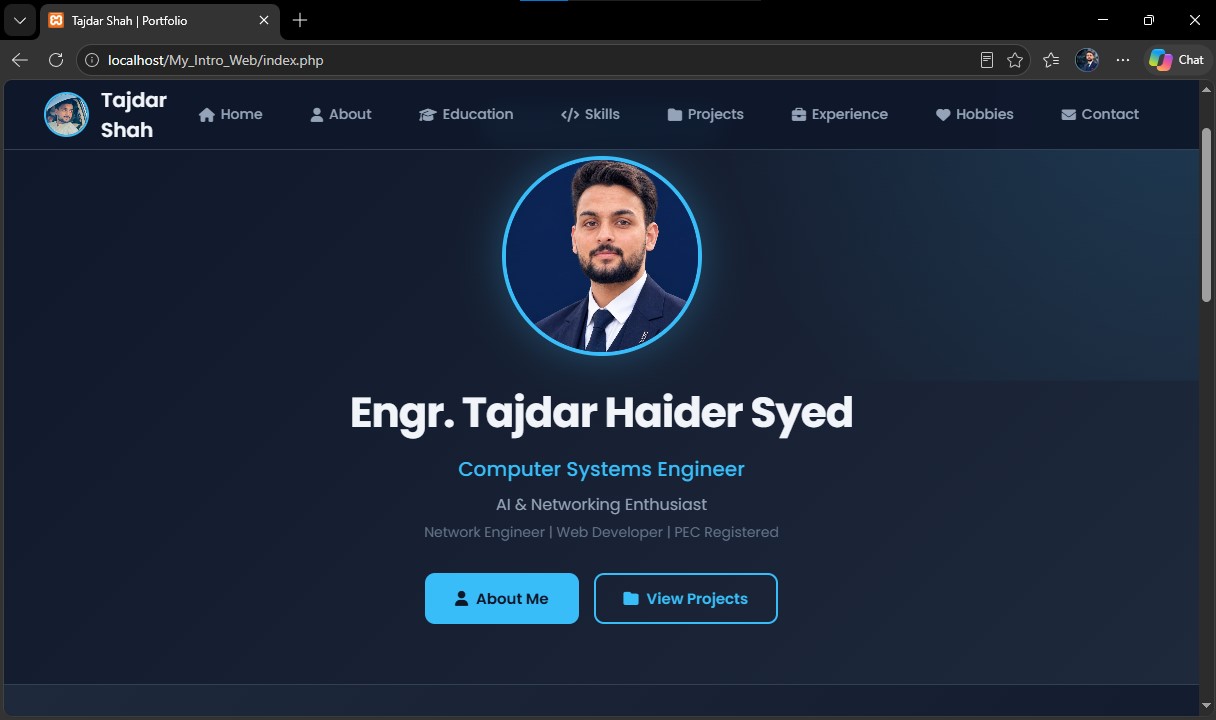 Tajdar Shah | Portfolio
localhost/My_Intro_Web/index.php
Chat
Tajdar
Shah
Home
About
Education
Skills
Projects
Experience
Hobbies
Contact
Engr. Tajdar Haider Syed
Computer Systems Engineer
AI & Networking Enthusiast
Network Engineer | Web Developer | PEC Registered
About Me
View Projects